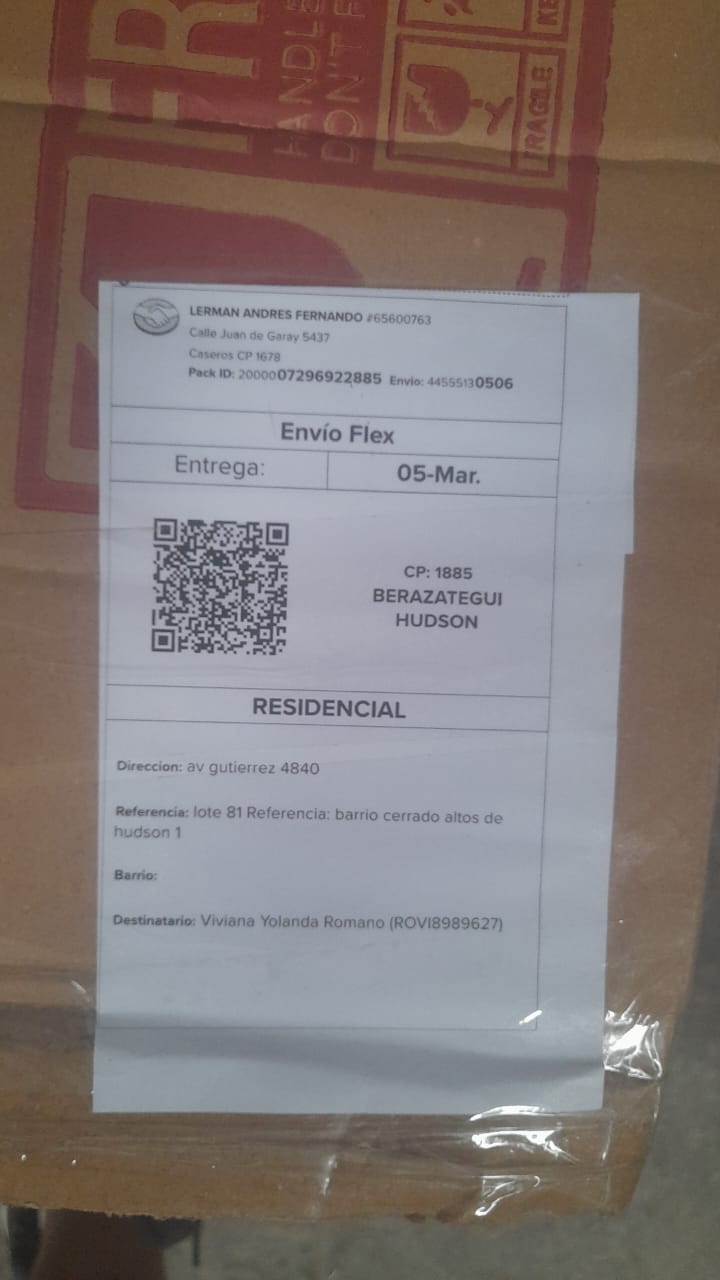 FR
HANDLE
DON'T F
FRAGILE
KE
LERMAN ANDRES FERNANDO #65600763
Calle Juan de Garay 5437
Caseros CP 1678
Pack ID: 2000007296922885 Envio: 44555130506
Envío Flex
Entrega:
05-Mar.
CP: 1885
BERAZATEGUI
HUDSON
RESIDENCIAL
Direccion: av gutierrez 4840
Referencia: lote 81 Referencia: barrio cerrado altos de
hudson 1
Barrio:
Destinatario: Viviana Yolanda Romano (ROVI8989627)